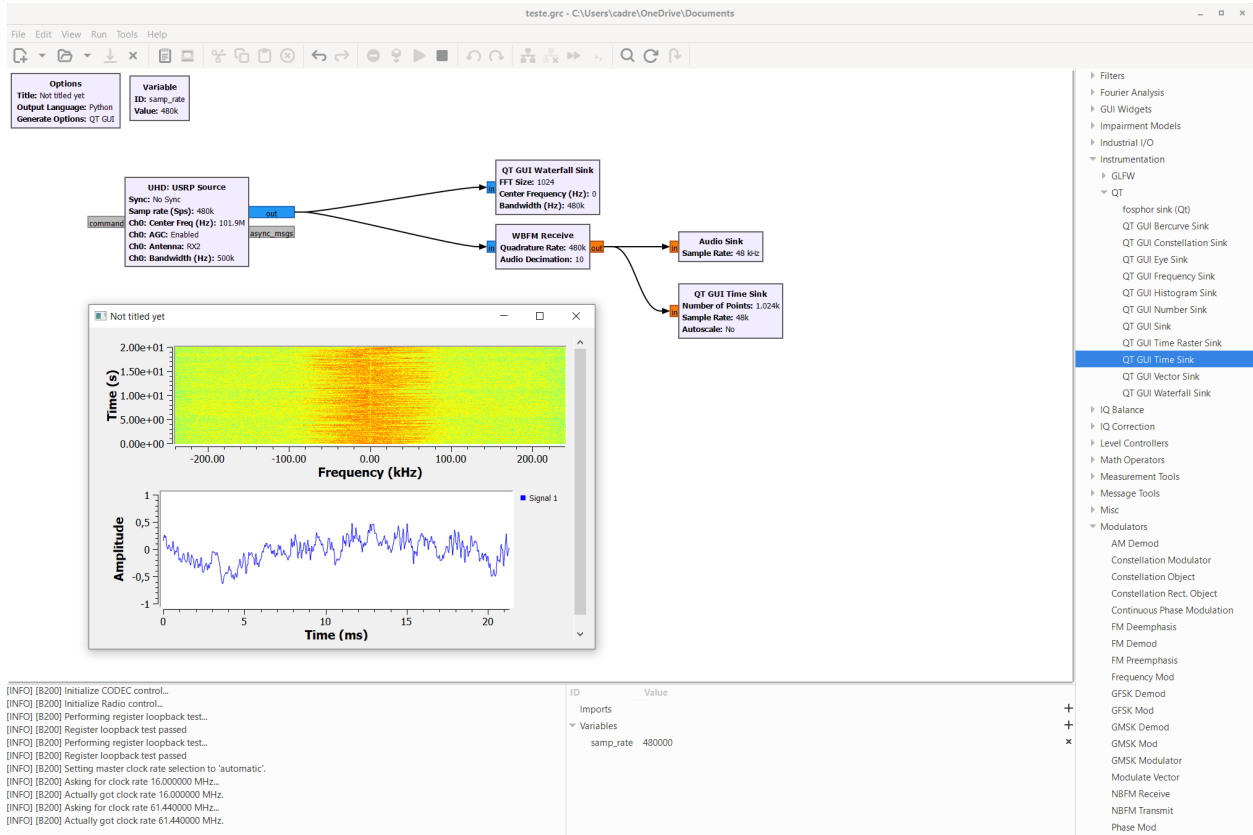 teste.grc - C:\Users\cadre\OneDrive\Documents
File Edit View Run Tools Help
Options
Title: Not titled yet
Output Language: Python
Generate Options: QT GUI
Variable
ID: samp_rate
Value: 480k
UHD: USRP Source
Sync: No Sync
Samp rate (Sps): 480k
Ch0: Center Freq (Hz): 101.9M
Ch0: AGC: Enabled
Ch0: Antenna: RX2
Ch0: Bandwidth (Hz): 500k
command
out
async_msgs
in
QT GUI Waterfall Sink
FFT Size: 1024
Center Frequency (Hz): 0
Bandwidth (Hz): 480k
in
WBFM Receive
Quadrature Rate: 480k
Audio Decimation: 10
out
in
Audio Sink
Sample Rate: 48 kHz
in
QT GUI Time Sink
Number of Points: 1.024k
Sample Rate: 48k
Autoscale: No
Not titled yet
Time (s)
2.00e+01
1.50e+01
1.00e+01
5.00e+00
0.00e+00
-200.00 -100.00 0.00 100.00 200.00
Frequency (kHz)
Amplitude
1
0,5
0
-0,5
-1
0 5 10 15 20
Time (ms)
Signal 1
Filters
Fourier Analysis
GUI Widgets
Impairment Models
Industrial I/O
Instrumentation
GLFW
QT
fosphor sink (Qt)
QT GUI Bercurve Sink
QT GUI Constellation Sink
QT GUI Eye Sink
QT GUI Frequency Sink
QT GUI Histogram Sink
QT GUI Number Sink
QT GUI Sink
QT GUI Time Raster Sink
QT GUI Time Sink
QT GUI Vector Sink
QT GUI Waterfall Sink
IQ Balance
IQ Correction
Level Controllers
Math Operators
Measurement Tools
Message Tools
Misc
Modulators
AM Demod
Constellation Modulator
Constellation Object
Constellation Rect. Object
Continuous Phase Modulation
FM Deemphasis
FM Demod
FM Preemphasis
Frequency Mod
GFSK Demod
GFSK Mod
GMSK Demod
GMSK Mod
GMSK Modulator
Modulate Vector
NBFM Receive
NBFM Transmit
Phase Mod
[INFO] [B200] Initialize CODEC control...
[INFO] [B200] Initialize Radio control...
[INFO] [B200] Performing register loopback test...
[INFO] [B200] Register loopback test passed
[INFO] [B200] Performing register loopback test...
[INFO] [B200] Register loopback test passed
[INFO] [B200] Setting master clock rate selection to 'automatic'.
[INFO] [B200] Asking for clock rate 16.000000 MHz...
[INFO] [B200] Actually got clock rate 16.000000 MHz.
[INFO] [B200] Asking for clock rate 61.440000 MHz...
[INFO] [B200] Actually got clock rate 61.440000 MHz.
ID Value
Imports
Variables
samp_rate 480000